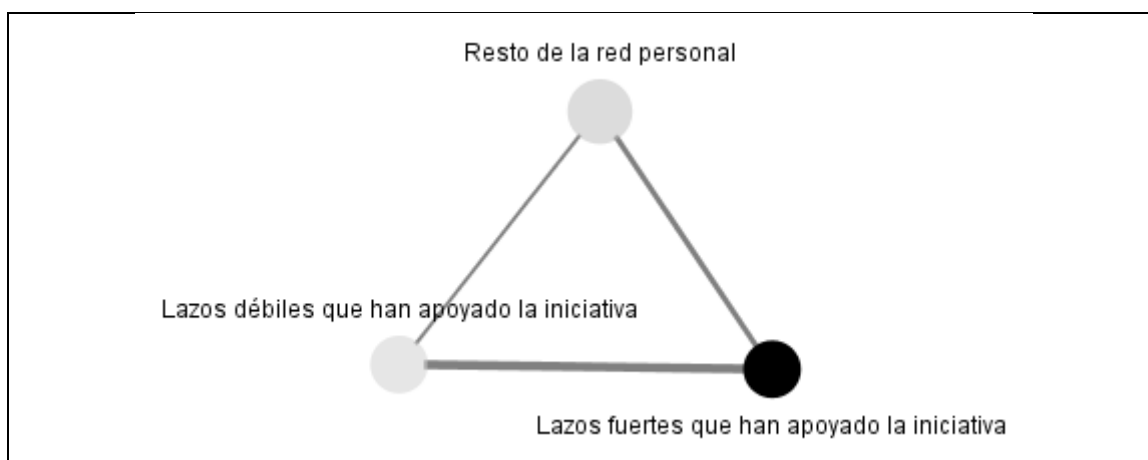 Resto de la red personal
Lazos débiles que han apoyado la iniciativa
Lazos fuertes que han apoyado la iniciativa